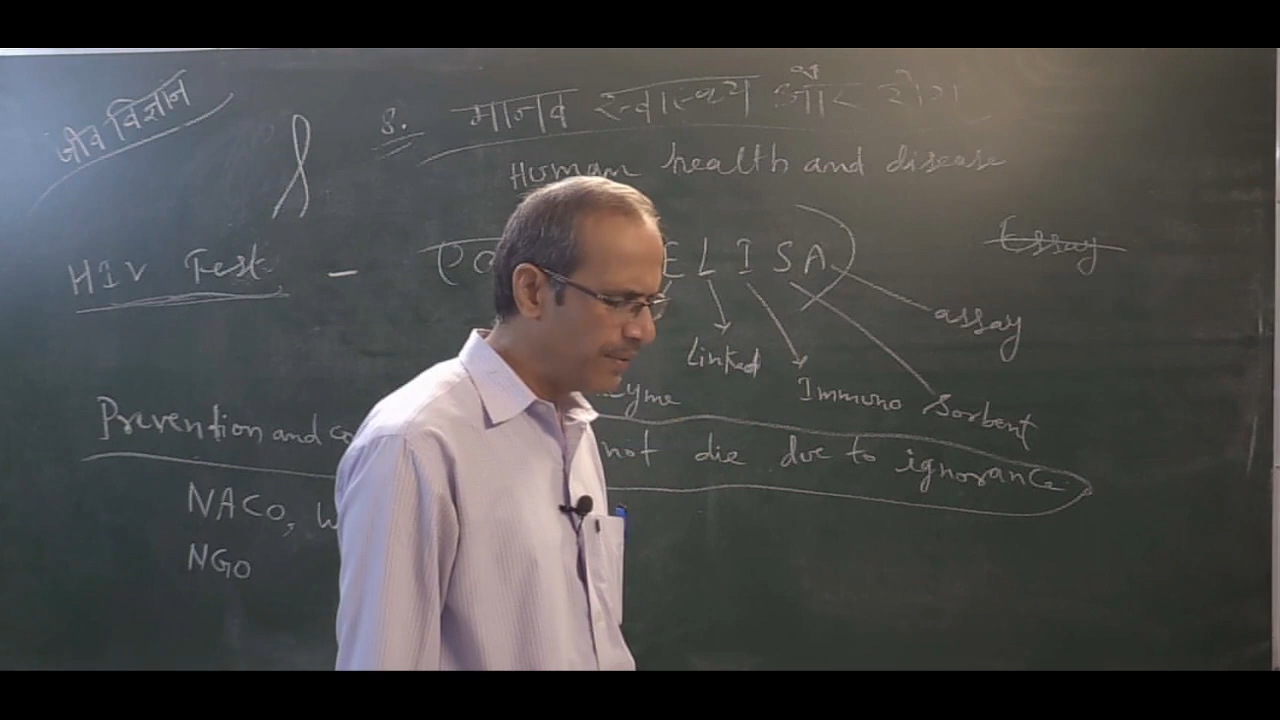 जीव विज्ञान
8. मानव स्वास्थ्य और रोग
Human health and disease
HIV Test - ELISA
Essay
assay
Linked
Immuno Sorbent
Prevention and not die due to ignorance
NACO,
NGO